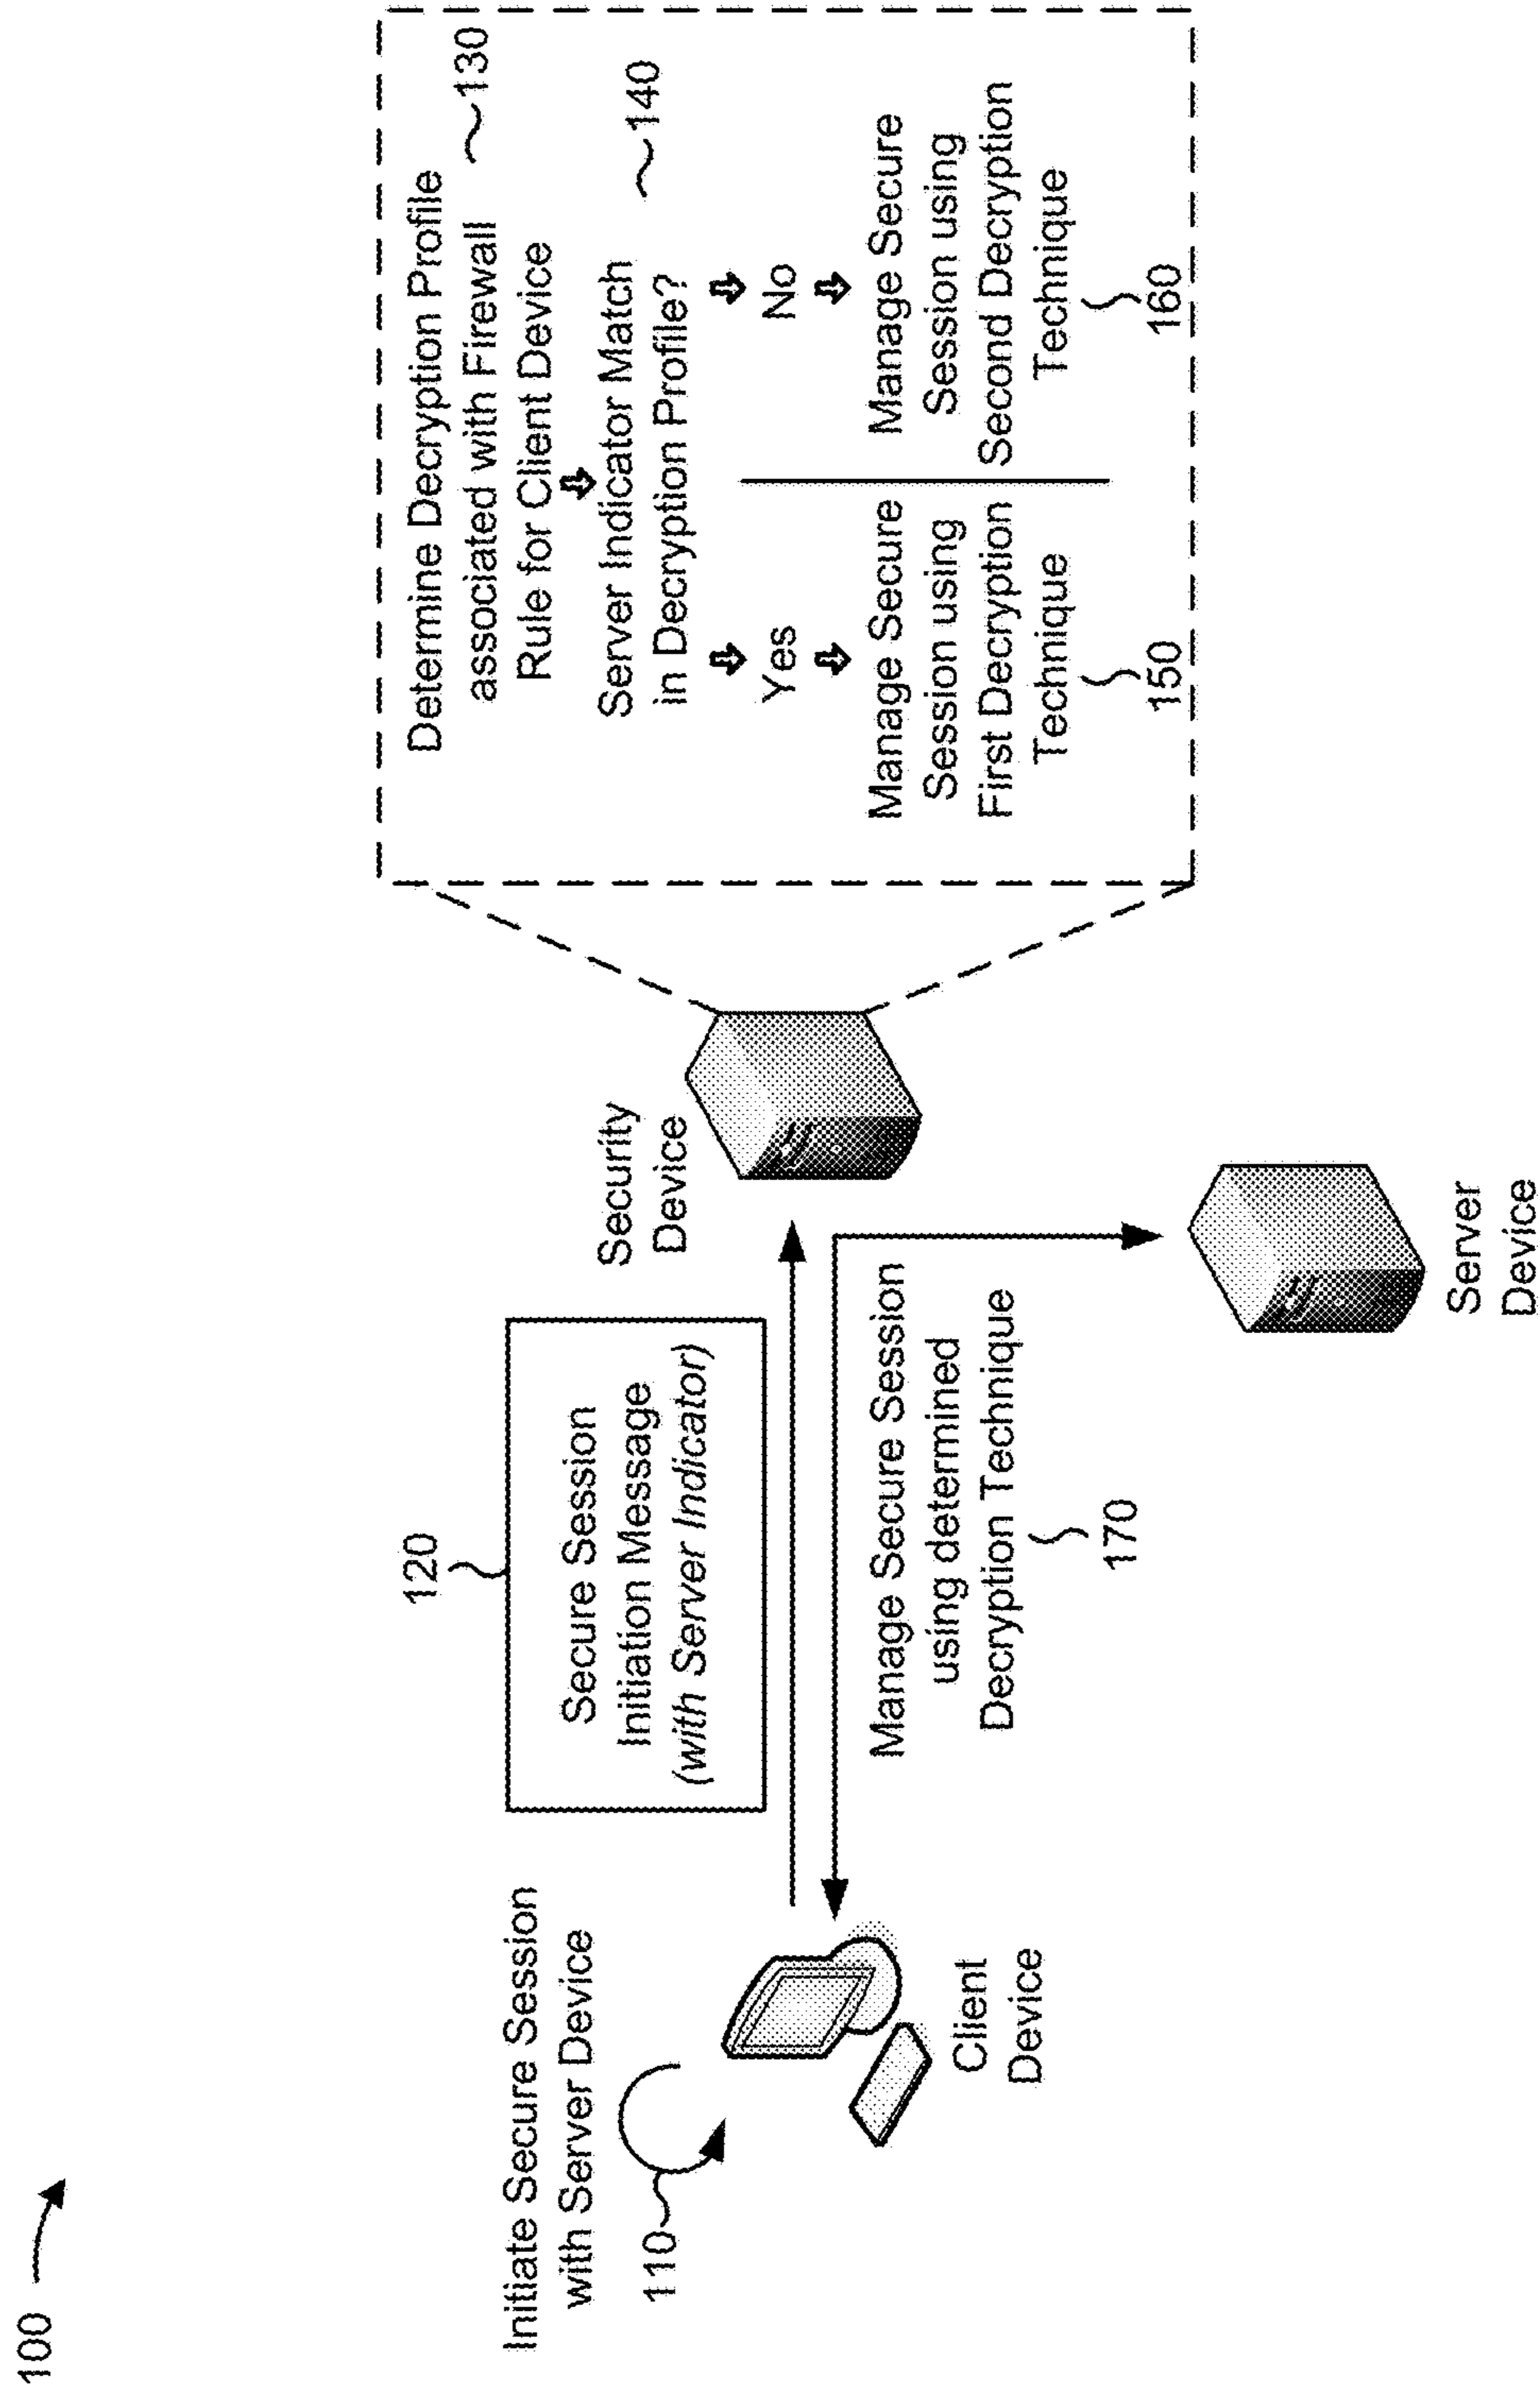 100
Initiate Secure Session
with Server Device
110
Client
Device
120
Secure Session
Initiation Message
(with Server Indicator)
Manage Secure Session
using determined
Decryption Technique
170
Security
Device
Server
Device
Determine Decryption Profile
associated with Firewall
Rule for Client Device
130
Server Indicator Match
in Decryption Profile?
140
Yes
Manage Secure
Session using
First Decryption
Technique
150
No
Manage Secure
Session using
Second Decryption
Technique
160